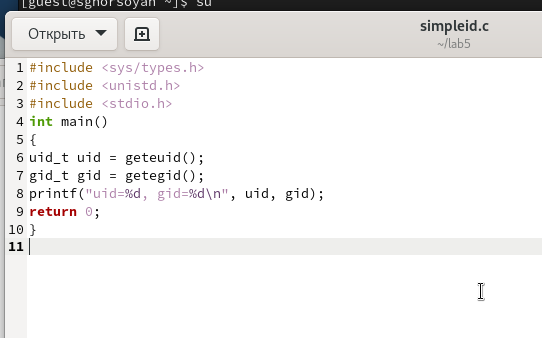 [guest@sghorsoyan ~]$ su
Открыть
simpleid.c
~/lab5
1 #include <sys/types.h>
2 #include <unistd.h>
3 #include <stdio.h>
4 int main()
5 {
6 uid_t uid = geteuid();
7 gid_t gid = getegid();
8 printf("uid=%d, gid=%d\n", uid, gid);
9 return 0;
10 }
11